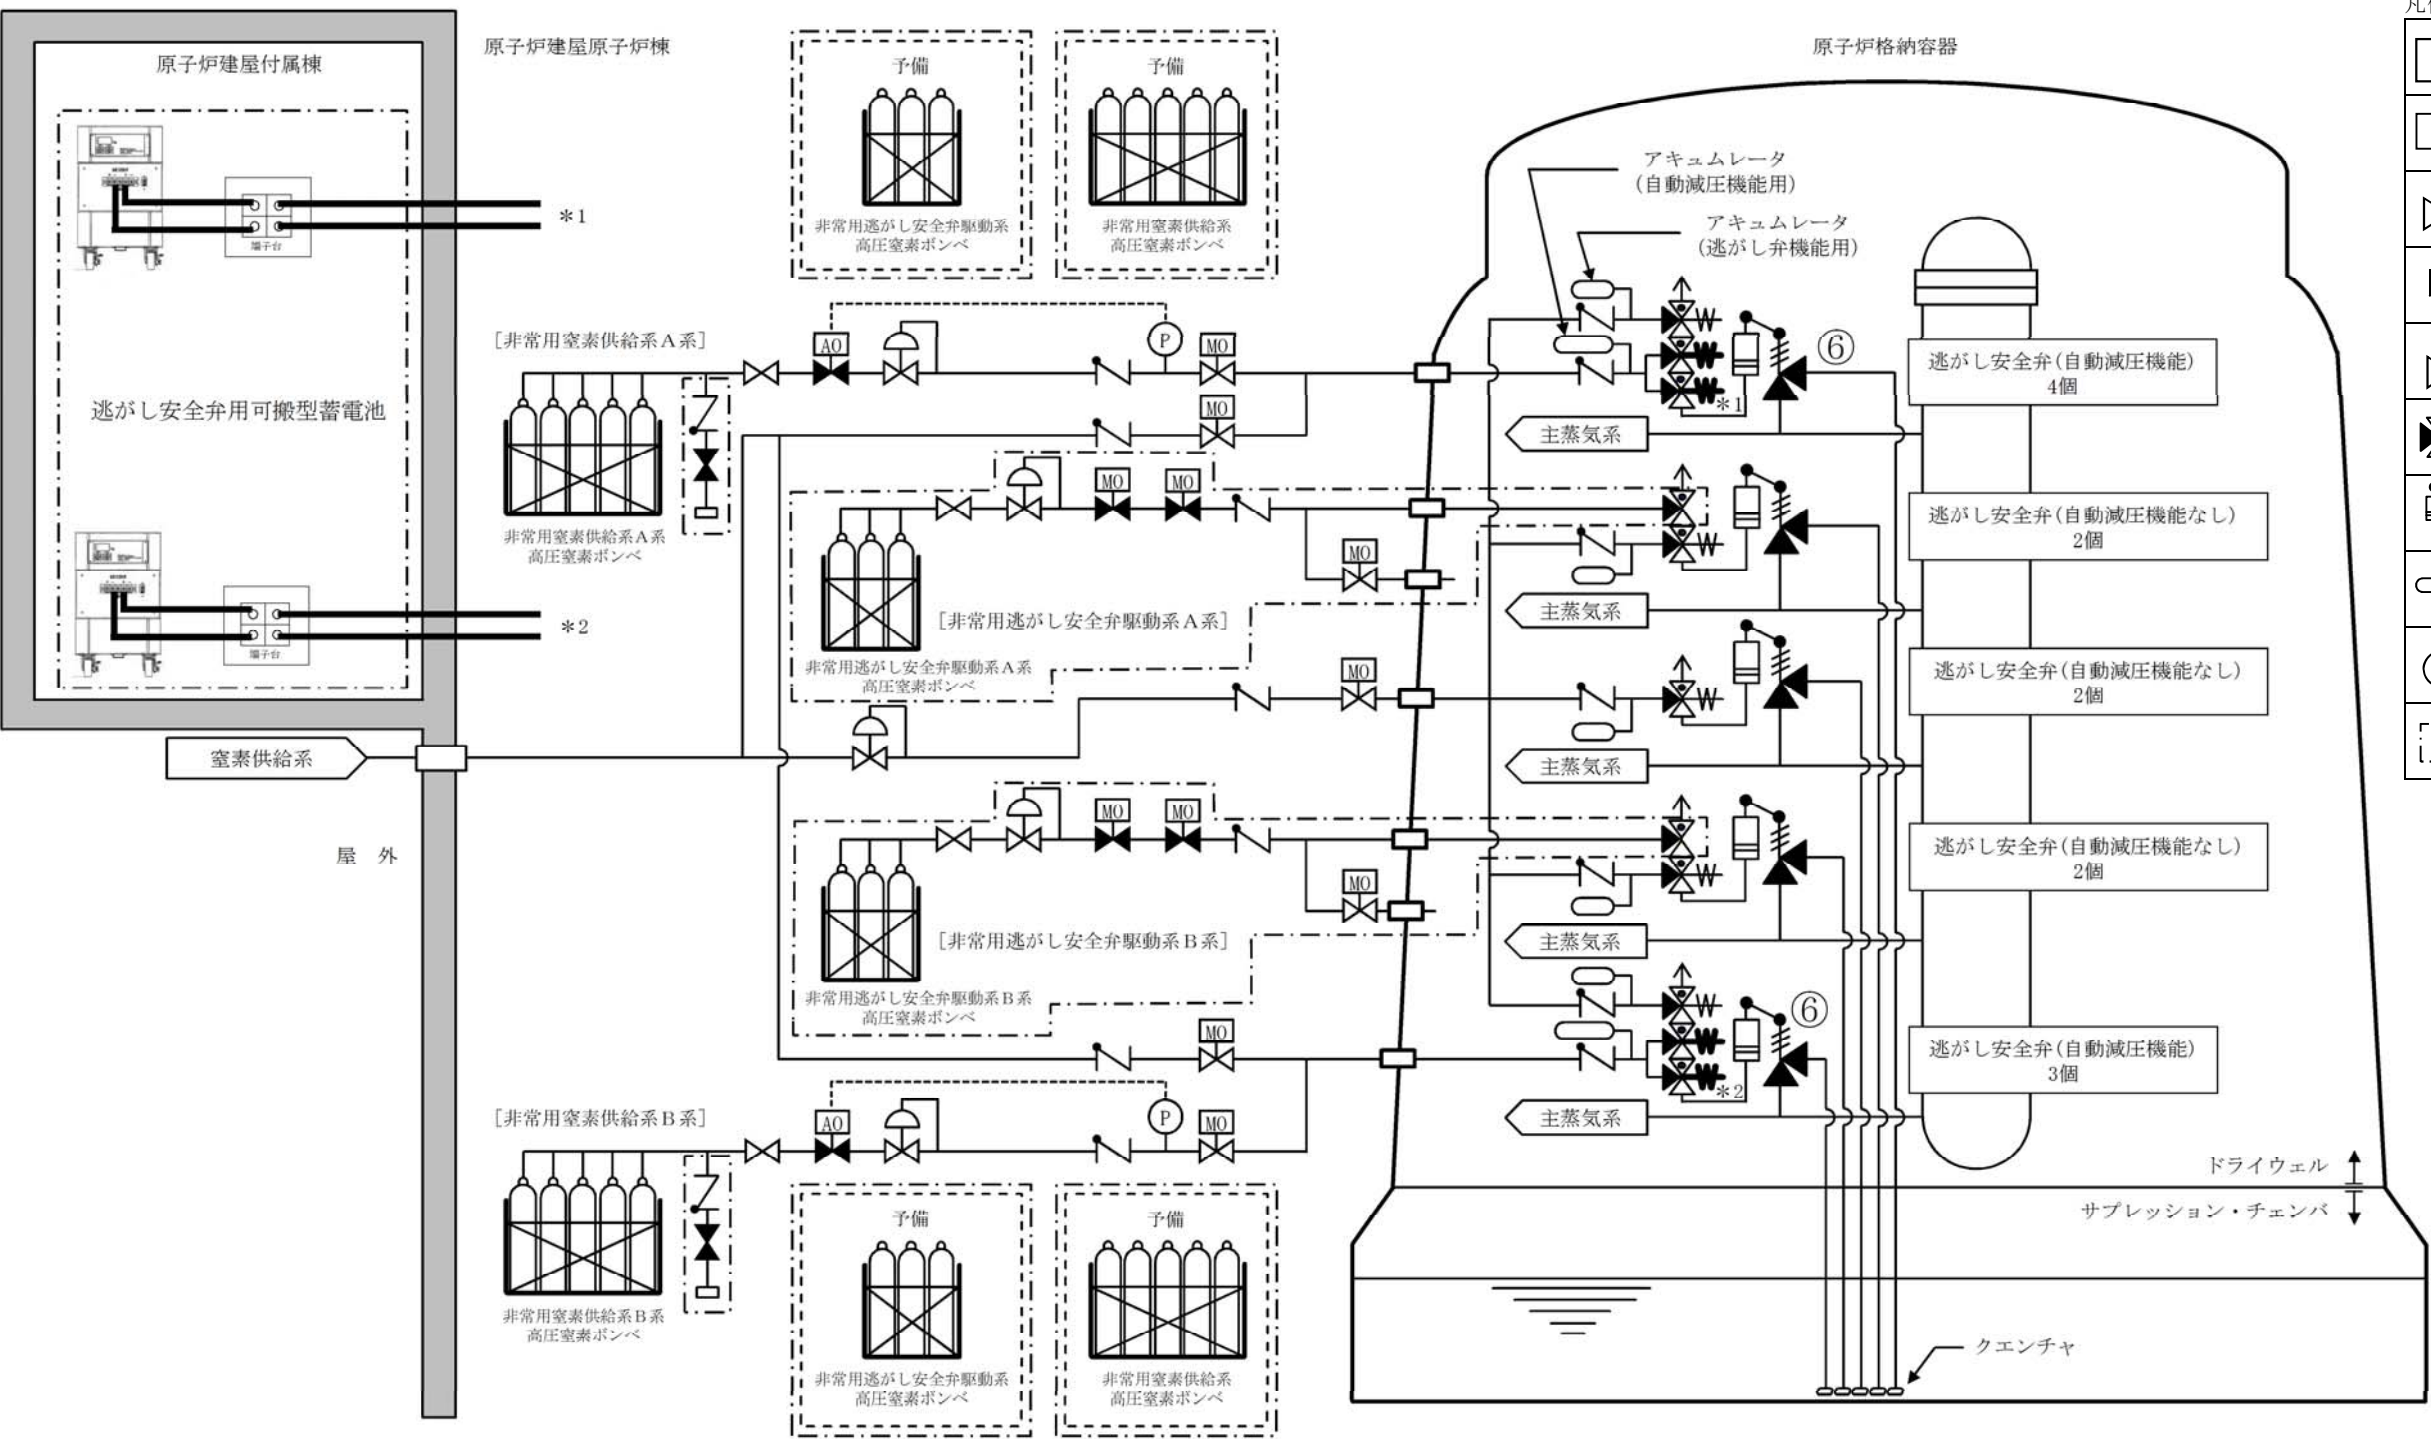 原子炉建屋付属棟
逃がし安全弁用可搬型蓄電池
端子台
＊1
端子台
＊2
原子炉建屋原子炉棟
窒素供給系
屋　外
予備
非常用逃がし安全弁駆動系
高圧窒素ボンベ
予備
非常用窒素供給系
高圧窒素ボンベ
［非常用窒素供給系Ａ系］
AO
P
MO
MO
非常用窒素供給系Ａ系
高圧窒素ボンベ
MO
MO
MO
［非常用逃がし安全弁駆動系Ａ系］
非常用逃がし安全弁駆動系Ａ系
高圧窒素ボンベ
MO
MO
MO
MO
［非常用逃がし安全弁駆動系Ｂ系］
非常用逃がし安全弁駆動系Ｂ系
高圧窒素ボンベ
MO
［非常用窒素供給系Ｂ系］
AO
P
MO
非常用窒素供給系Ｂ系
高圧窒素ボンベ
予備
非常用逃がし安全弁駆動系
高圧窒素ボンベ
予備
非常用窒素供給系
高圧窒素ボンベ
原子炉格納容器
アキュムレータ
(自動減圧機能用)
アキュムレータ
(逃がし弁機能用)
⑥
＊1
逃がし安全弁(自動減圧機能)
4個
主蒸気系
逃がし安全弁(自動減圧機能なし)
2個
主蒸気系
逃がし安全弁(自動減圧機能なし)
2個
主蒸気系
逃がし安全弁(自動減圧機能なし)
2個
主蒸気系
⑥
＊2
逃がし安全弁(自動減圧機能)
3個
主蒸気系
ドライウェル
サプレッション・チェンバ
クエンチャ